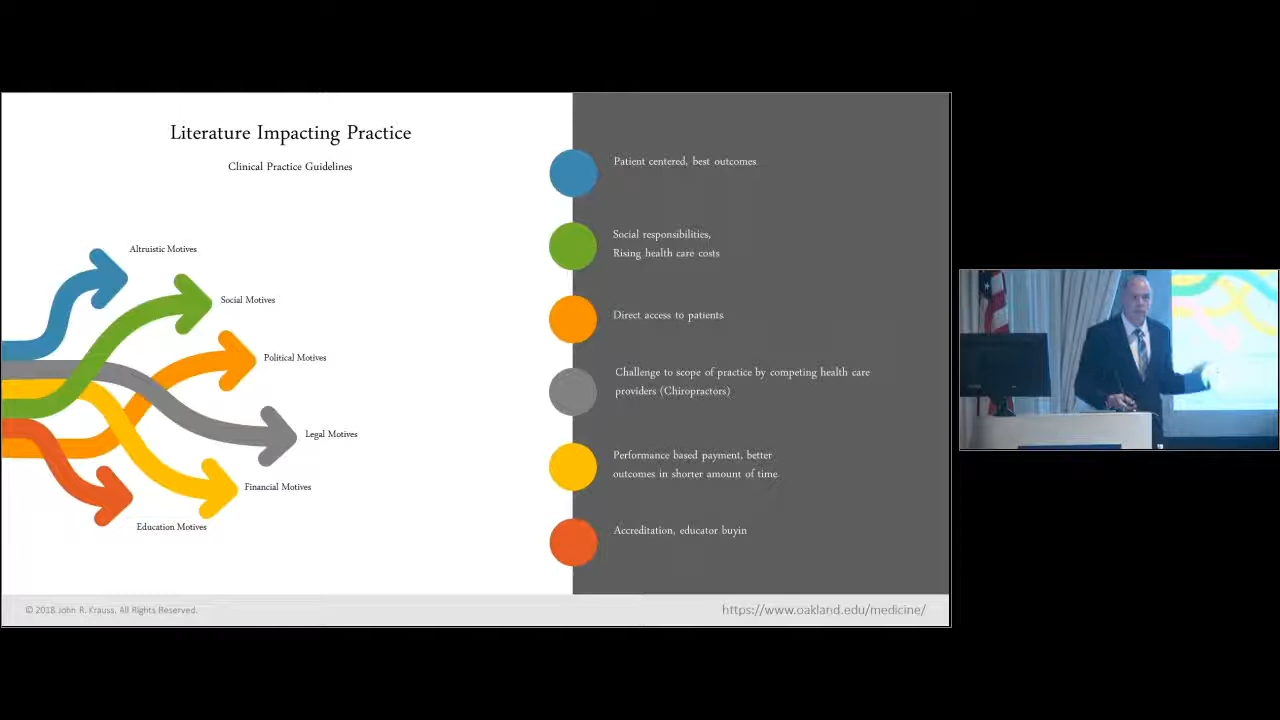 Literature Impacting Practice
Clinical Practice Guidelines
Altruistic Motives
Social Motives
Political Motives
Legal Motives
Financial Motives
Education Motives
Patient centered, best outcomes
Social responsibilities,
Rising health care costs
Direct access to patients
Challenge to scope of practice by competing health care
providers (Chiropractors)
Performance based payment, better
outcomes in shorter amount of time
Accreditation, educator buyin
© 2018 John R. Krauss. All Rights Reserved.
https://www.oakland.edu/medicine/